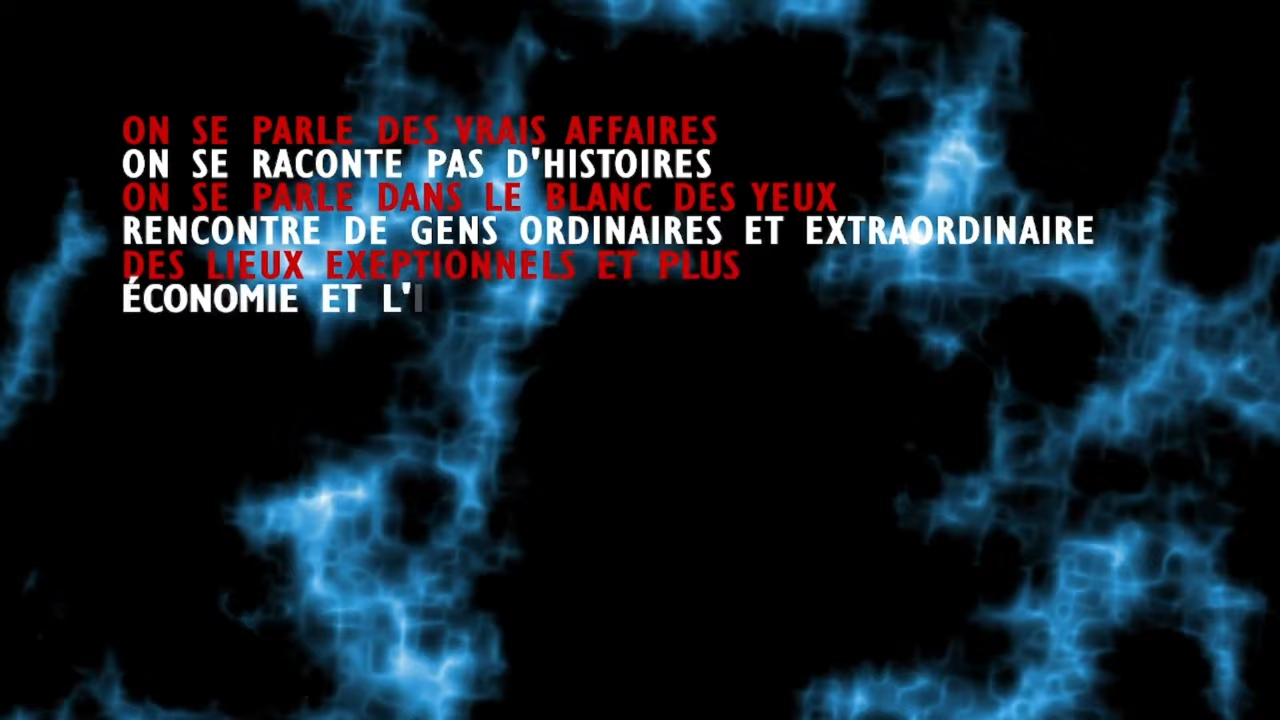 ON SE PARLE DES VRAIS AFFAIRES
ON SE RACONTE PAS D'HISTOIRES
ON SE PARLE DANS LE BLANC DES YEUX
RENCONTRE DE GENS ORDINAIRES ET EXTRAORDINAIRE
DES LIEUX EXEPTIONNELS ET PLUS
ÉCONOMIE ET L'I